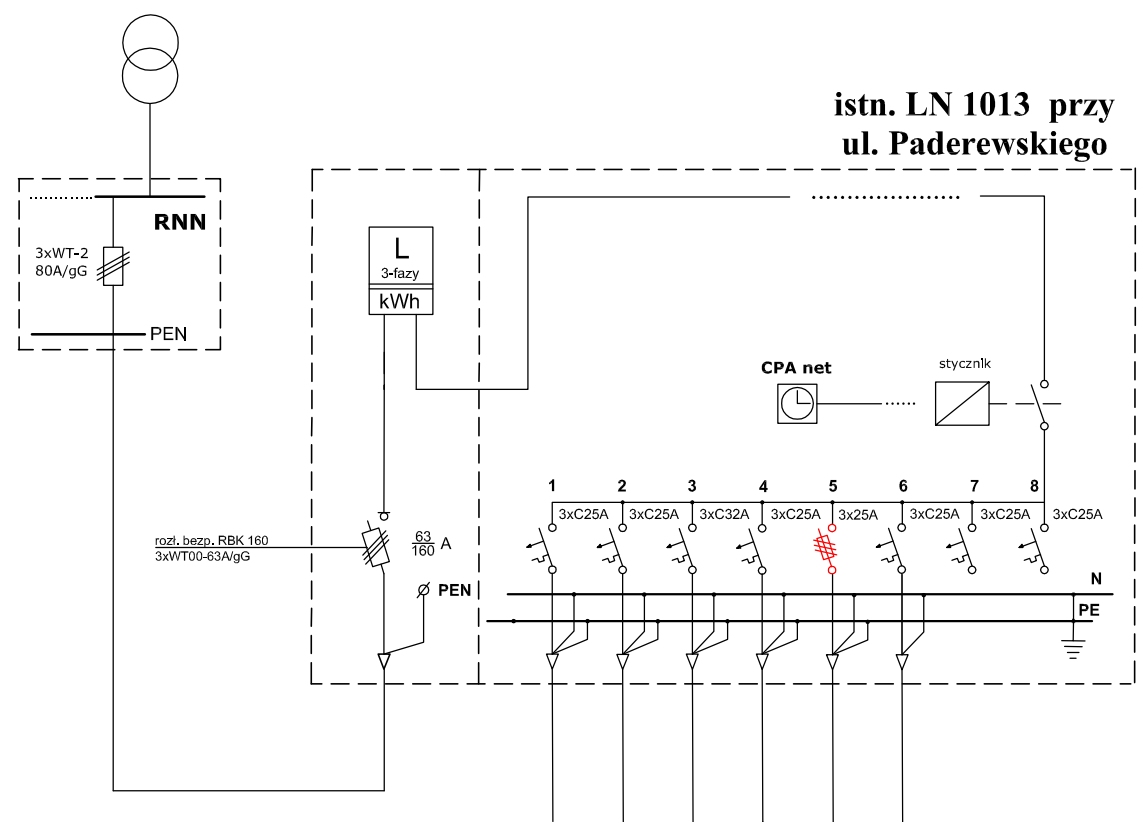 istn. LN 1013 przy
ul. Paderewskiego
RNN
3xWT-2
80A/gG
PEN
L
3-fazy
kWh
CPA net
stycznik
1 2 3 4 5 6 7 8
3xC25A 3xC25A 3xC32A 3xC25A 3x25A 3xC25A 3xC25A 3xC25A
rozł. bezp. RBK 160
3xWT00-63A/gG
63
160 A
PEN
N
PE